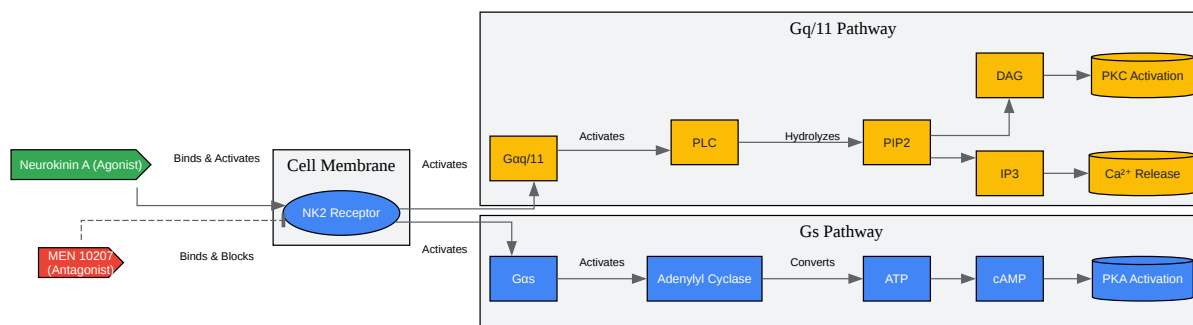 Gq/11 Pathway
DAG
PKC Activation
Activates
PLC
Hydrolyzes
PIP2
Gαq/11
IP3
Ca²⁺ Release
Neurokinin A (Agonist)
Binds & Activates
Cell Membrane
Activates
NK2 Receptor
MEN 10207
(Antagonist)
Binds & Blocks
Activates
Gs Pathway
Gαs
Activates
Adenylyl Cyclase
Converts
ATP
cAMP
PKA Activation